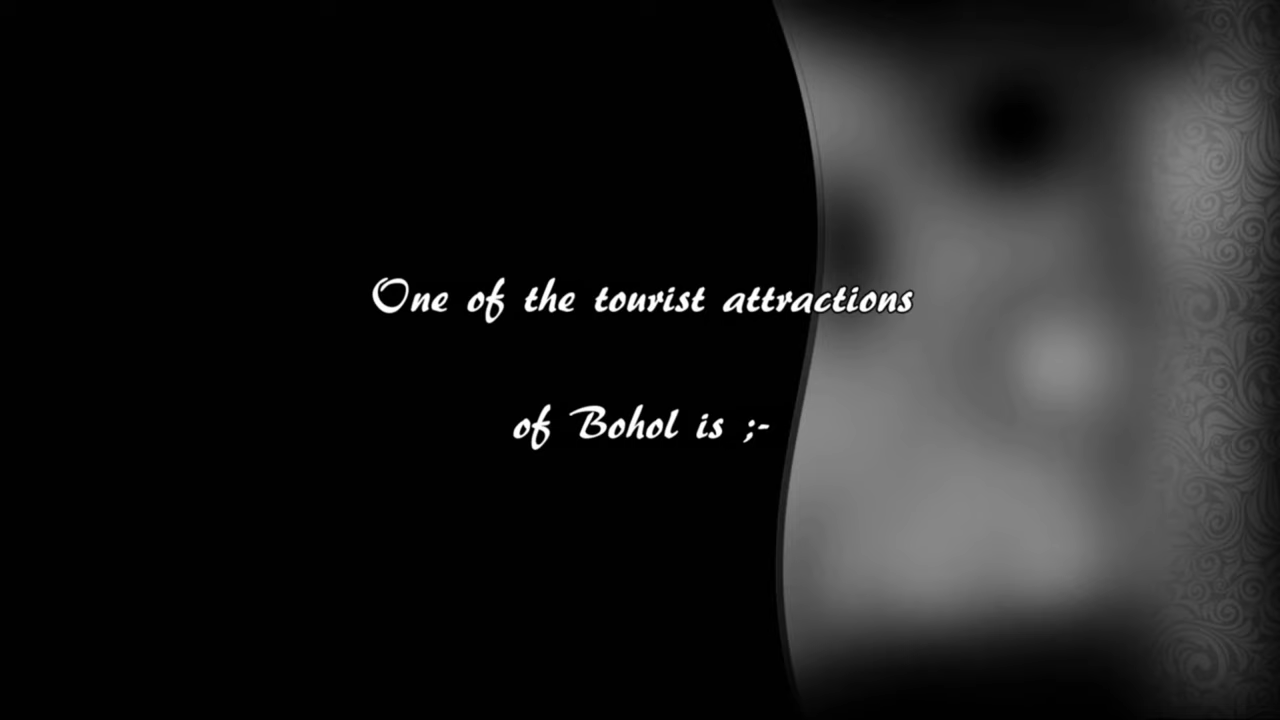 One of the tourist attractions
of Bohol is ;-